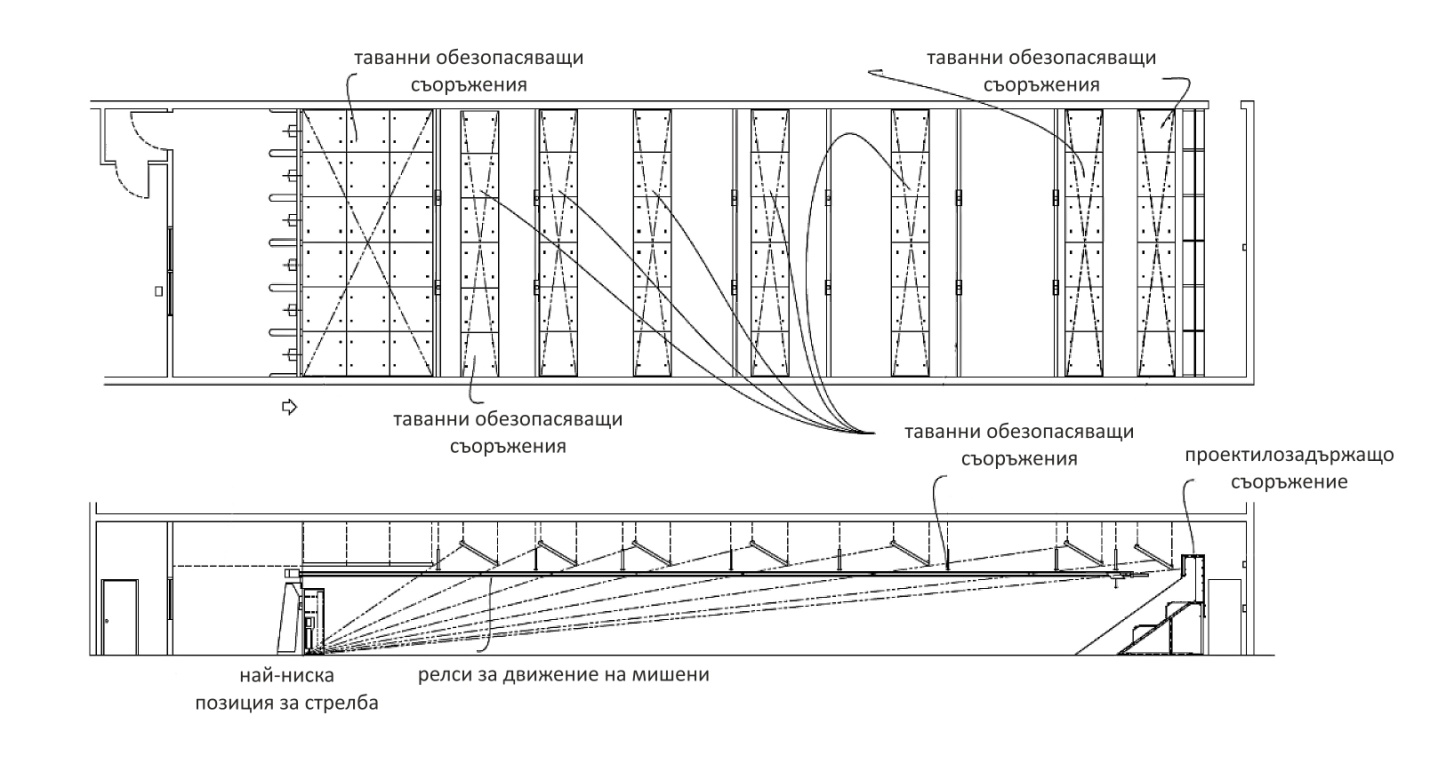 таванни обезопасяващи
съоръжения
таванни обезопасяващи
съоръжения
таванни обезопасяващи
съоръжения
таванни обезопасяващи
съоръжения
проектилозадържащо
съоръжение
най-ниска
позиция за стрелба
релси за движение на мишени